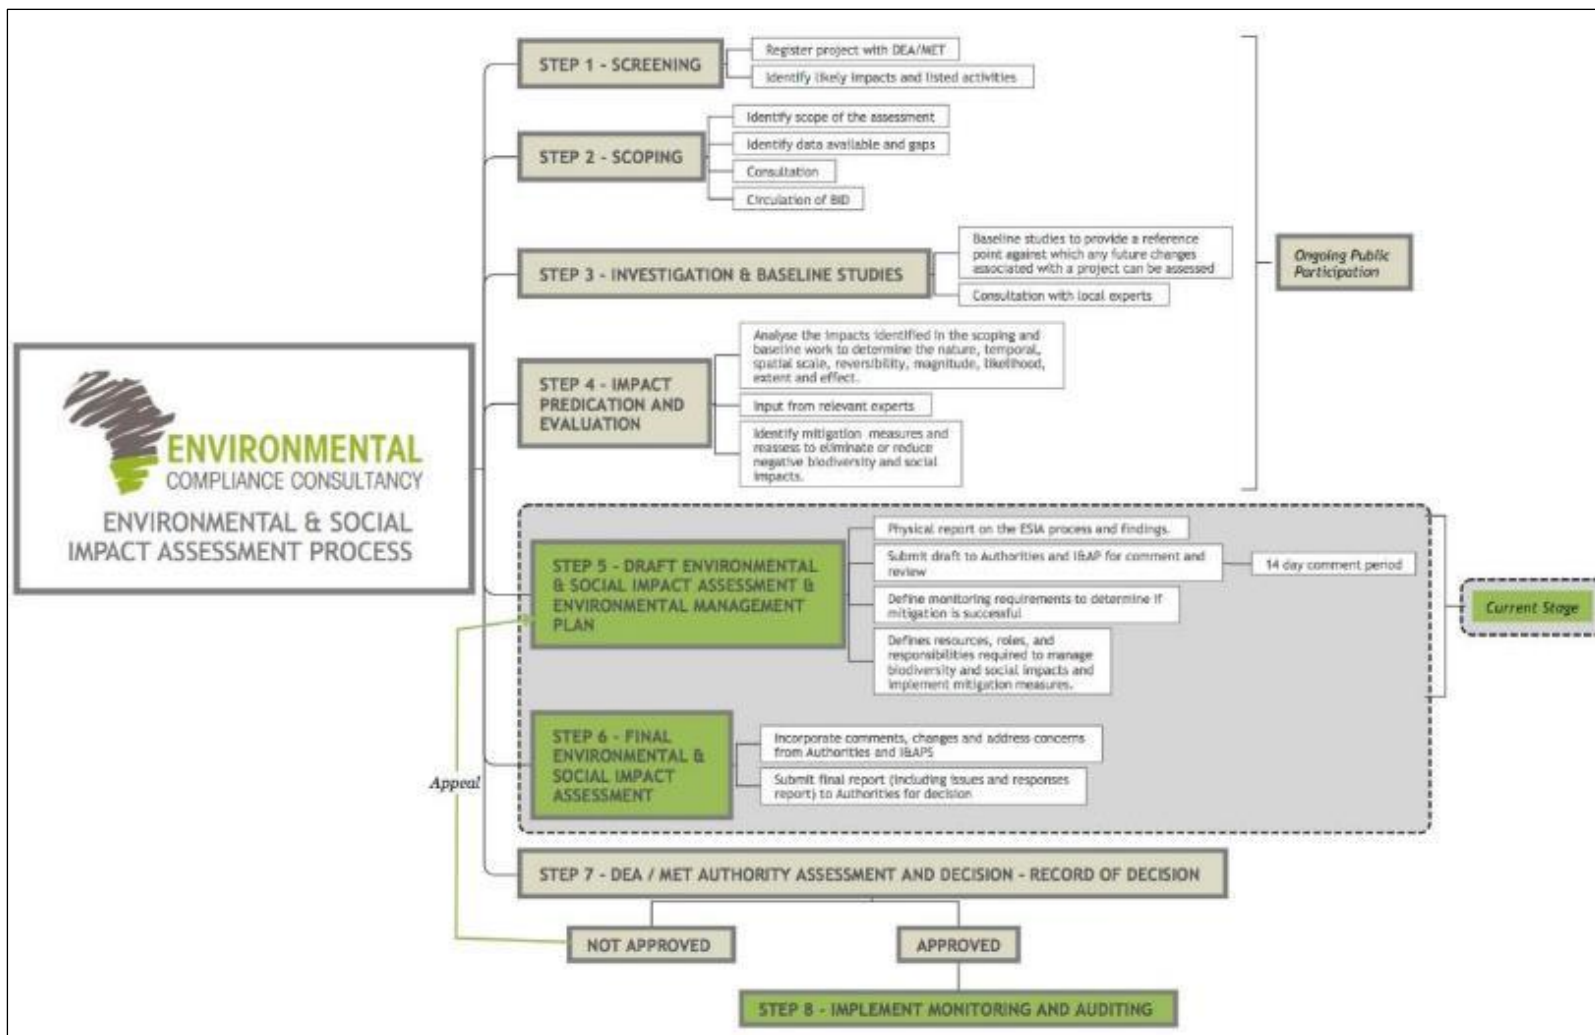 STEP 1 - SCREENING
Register project with DEA/MET
Identify likely impacts and listed activities
STEP 2 - SCOPING
Identify scope of the assessment
Identify data available and gaps
Consultation
Circulation of BID
STEP 3 - INVESTIGATION & BASELINE STUDIES
Baseline studies to provide a reference
point against which any future changes
associated with a project can be assessed
Consultation with local experts
Ongoing Public
Participation
STEP 4 - IMPACT
PREDICATION AND
EVALUATION
Analyse the impacts identified in the scoping and
baseline work to determine the nature, temporal,
spatial scale, reversibility, magnitude, likelihood,
extent and effect.
Input from relevant experts
Identify mitigation measures and
reassess to eliminate or reduce
negative biodiversity and social
impacts.
ENVIRONMENTAL
COMPLIANCE CONSULTANCY
ENVIRONMENTAL & SOCIAL
IMPACT ASSESSMENT PROCESS
STEP 5 - DRAFT ENVIRONMENTAL
& SOCIAL IMPACT ASSESSMENT &
ENVIRONMENTAL MANAGEMENT
PLAN
Physical report on the ESIA process and findings.
Submit draft to Authorities and I&AP for comment and
review
14 day comment period
Define monitoring requirements to determine if
mitigation is successful
Defines resources, roles, and
responsibilities required to manage
biodiversity and social impacts and
implement mitigation measures.
Current Stage
STEP 6 - FINAL
ENVIRONMENTAL &
SOCIAL IMPACT
ASSESSMENT
Incorporate comments, changes and address concerns
from Authorities and I&APS
Submit final report (including issues and responses
report) to Authorities for decision
Appeal
STEP 7 - DEA / MET AUTHORITY ASSESSMENT AND DECISION - RECORD OF DECISION
NOT APPROVED
APPROVED
STEP 8 - IMPLEMENT MONITORING AND AUDITING